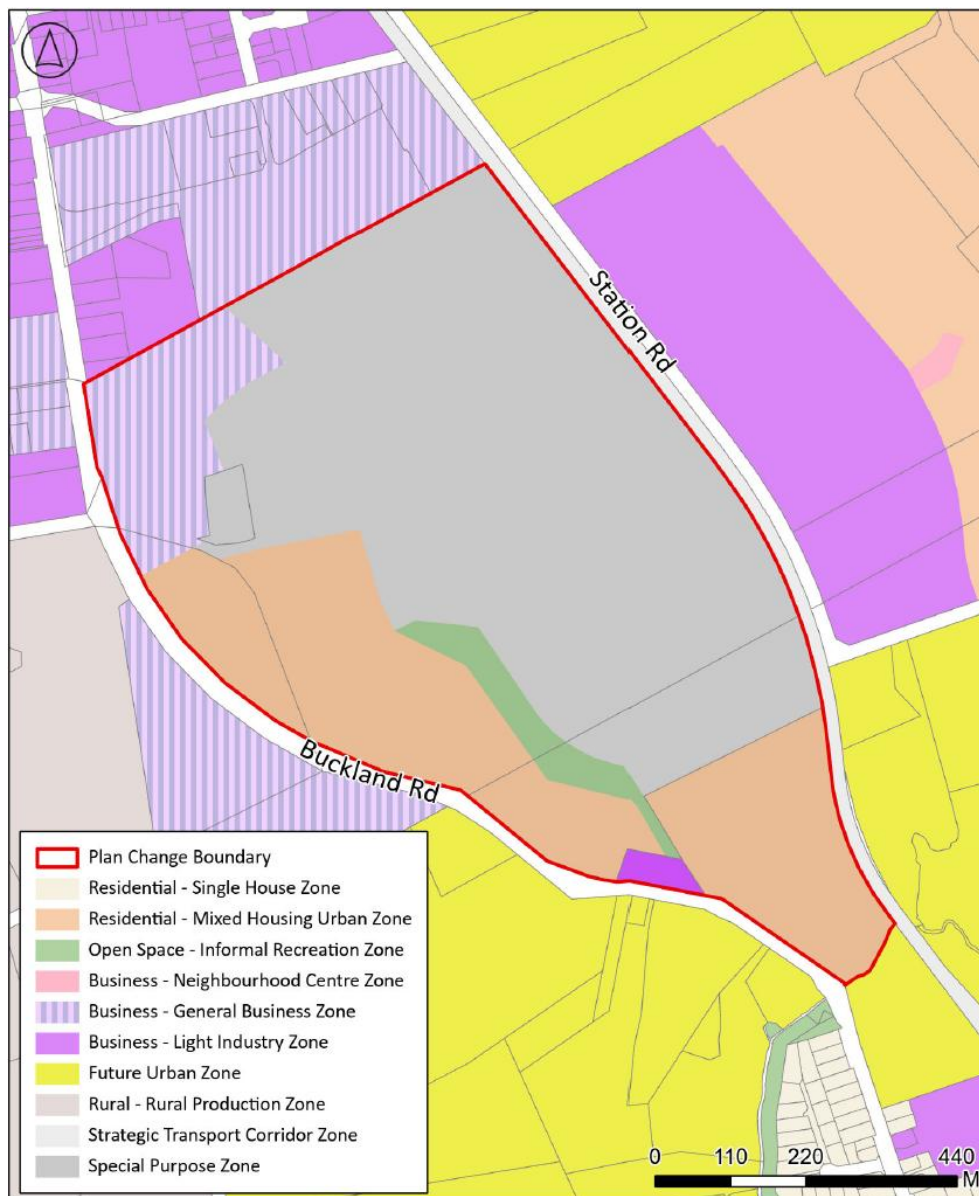 Station Rd
Buckland Rd
Plan Change Boundary
Residential - Single House Zone
Residential - Mixed Housing Urban Zone
Open Space - Informal Recreation Zone
Business - Neighbourhood Centre Zone
Business - General Business Zone
Business - Light Industry Zone
Future Urban Zone
Rural - Rural Production Zone
Strategic Transport Corridor Zone
Special Purpose Zone
0 110 220 440
M